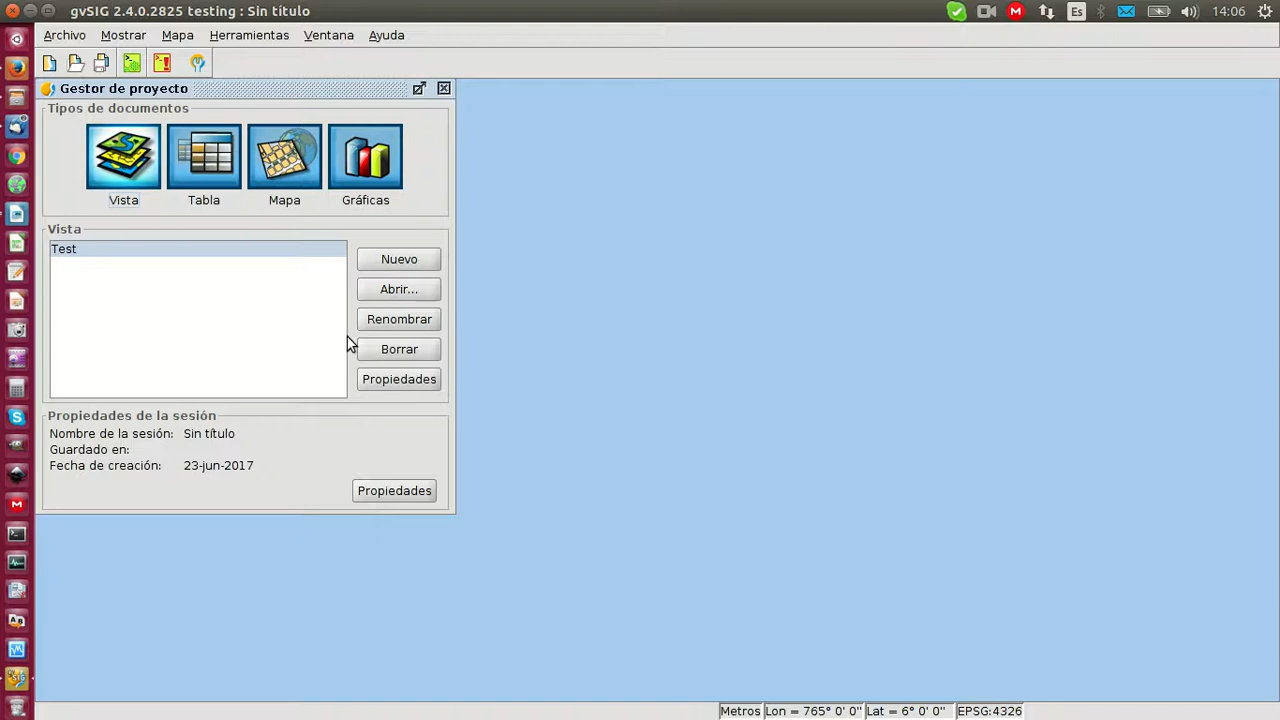 gvSIG 2.4.0.2825 testing : Sin título
Es
14:06
Archivo Mostrar Mapa Herramientas Ventana Ayuda
Gestor de proyecto
Tipos de documentos
Vista Tabla Mapa Gráficas
Vista
Test
Nuevo
Abrir...
Renombrar
Borrar
Propiedades
Propiedades de la sesión
Nombre de la sesión: Sin título
Guardado en:
Fecha de creación: 23-jun-2017
Propiedades
Metros Lon = 765° 0' 0'' Lat = 6° 0' 0'' EPSG:4326